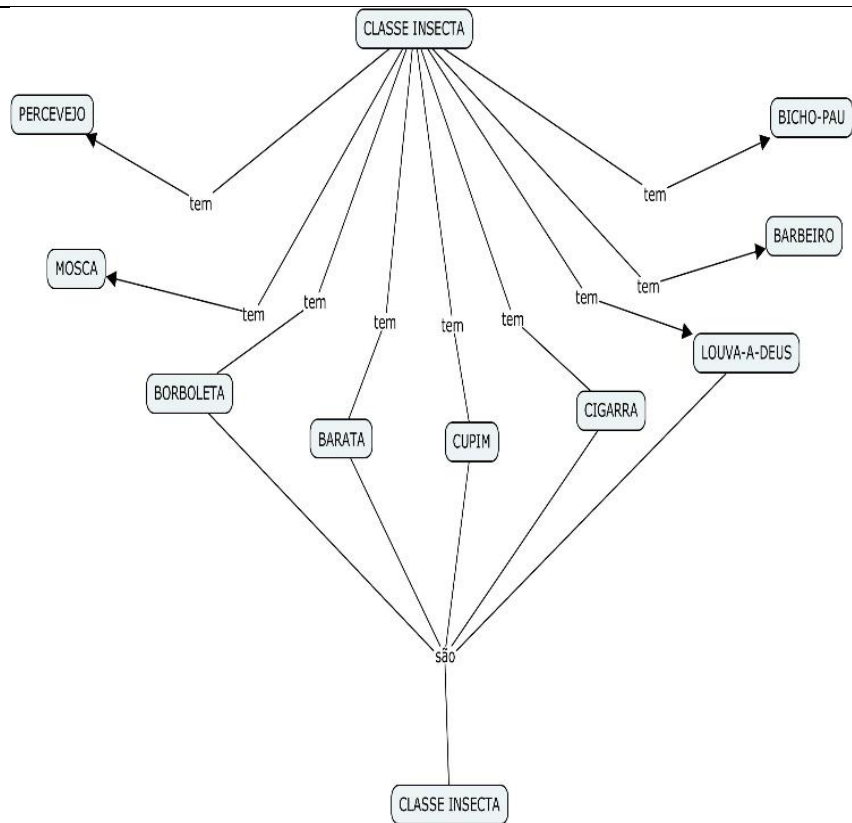 CLASSE INSECTA
PERCEVEJO
BICHO-PAU
tem
tem
BARBEIRO
MOSCA
tem
tem
tem
tem
tem
tem
tem
LOUVA-A-DEUS
BORBOLETA
CIGARRA
BARATA
CUPIM
são
CLASSE INSECTA